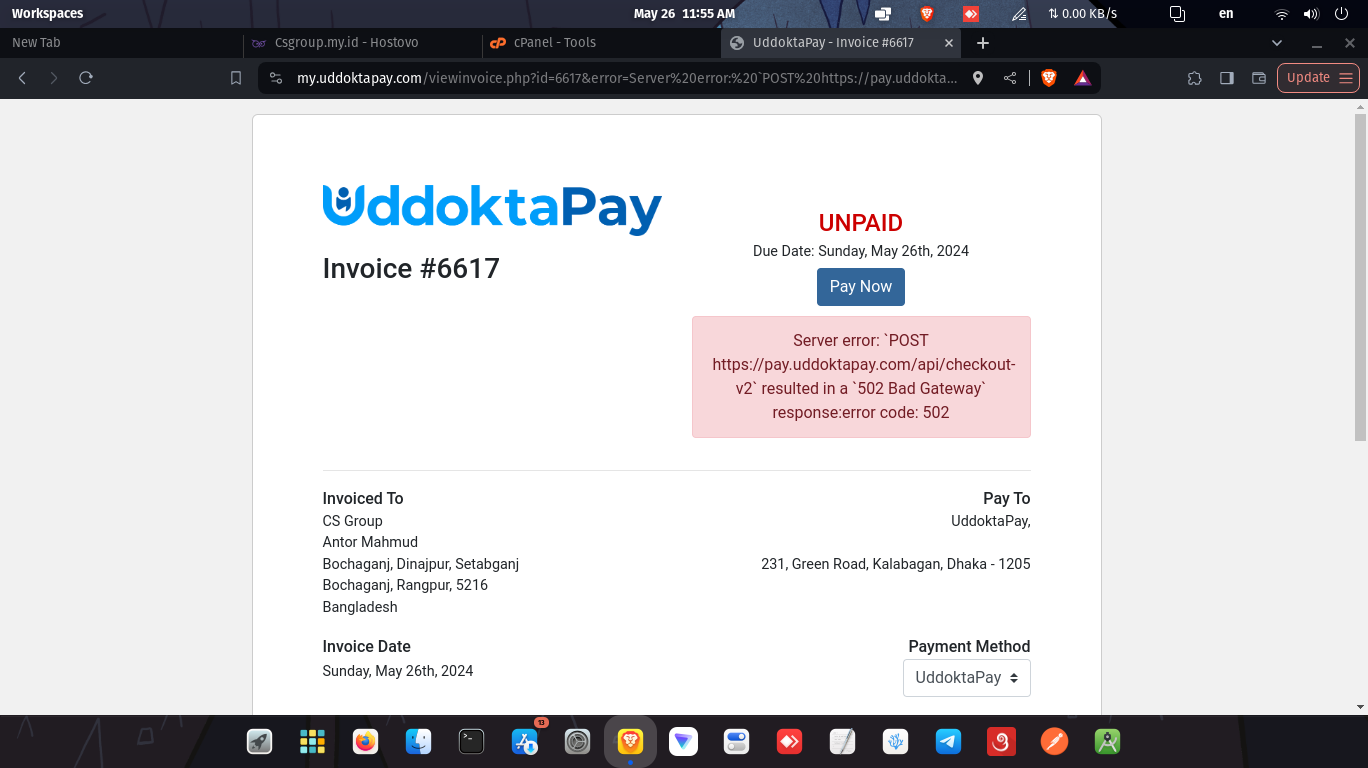 Workspaces
May 26 11:55 AM
0.00 KB/s
en
New Tab
Csgroup.my.id - Hostovo
cPanel - Tools
UddoktaPay - Invoice #6617
my.uddoktapay.com/viewinvoice.php?id=6617&error=Server%20error:%20`POST%20https://pay.uddokta...
Update
UddoktaPay
Invoice #6617
UNPAID
Due Date: Sunday, May 26th, 2024
Pay Now
Server error: `POST
https://pay.uddoktapay.com/api/checkout-
v2` resulted in a `502 Bad Gateway`
response:error code: 502
Invoiced To
CS Group
Antor Mahmud
Bochaganj, Dinajpur, Setabganj
Bochaganj, Rangpur, 5216
Bangladesh
Pay To
UddoktaPay,
231, Green Road, Kalabagan, Dhaka - 1205
Invoice Date
Sunday, May 26th, 2024
Payment Method
UddoktaPay
13